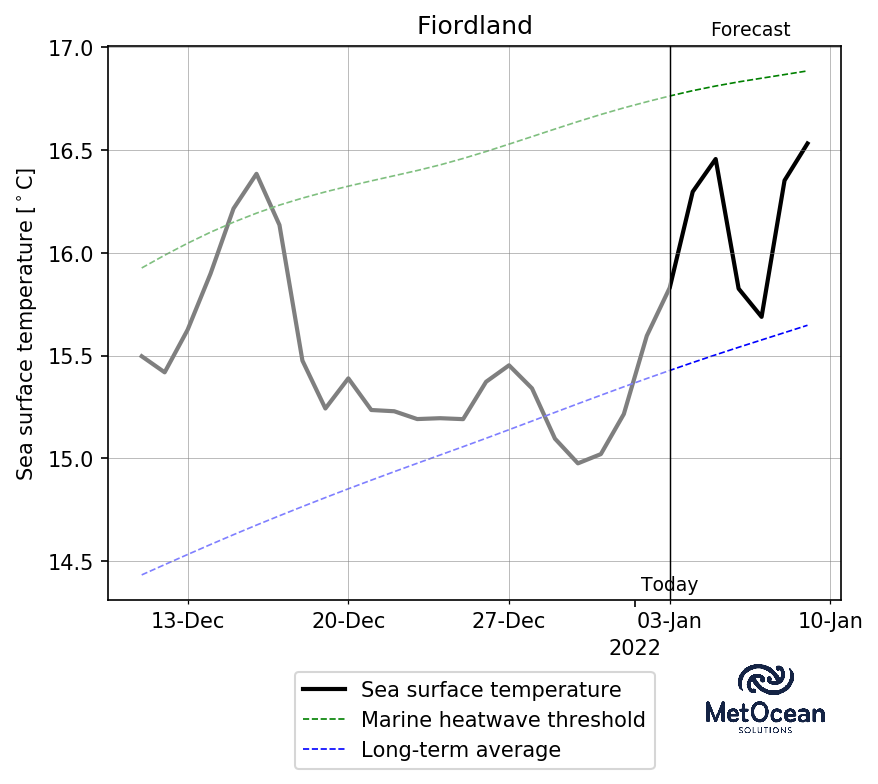 Fiordland
Forecast
17.0
16.5
16.0
15.5
15.0
14.5
Sea surface temperature [°C]
Today
13-Dec 20-Dec 27-Dec 03-Jan 10-Jan
2022
Sea surface temperature
Marine heatwave threshold
Long-term average
MetOcean
SOLUTIONS